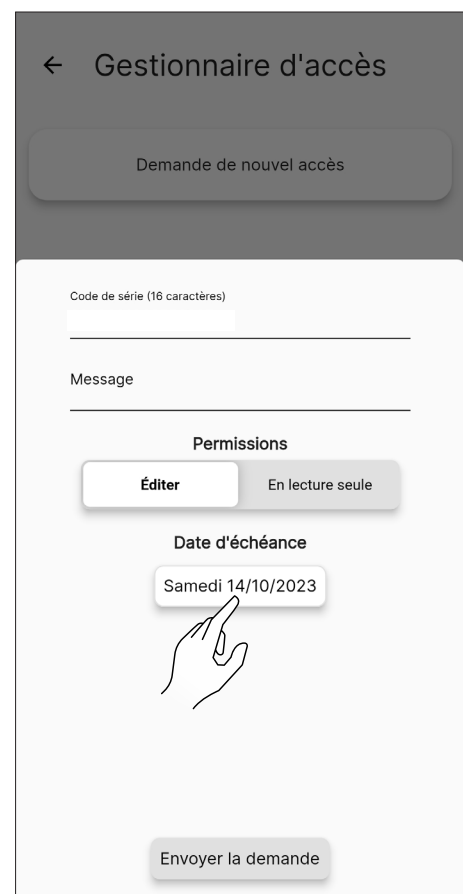 Gestionnaire d'accès
Demande de nouvel accès
Code de série (16 caractères)
Message
Permissions
Éditer
En lecture seule
Date d'échéance
Samedi 14/10/2023
Envoyer la demande